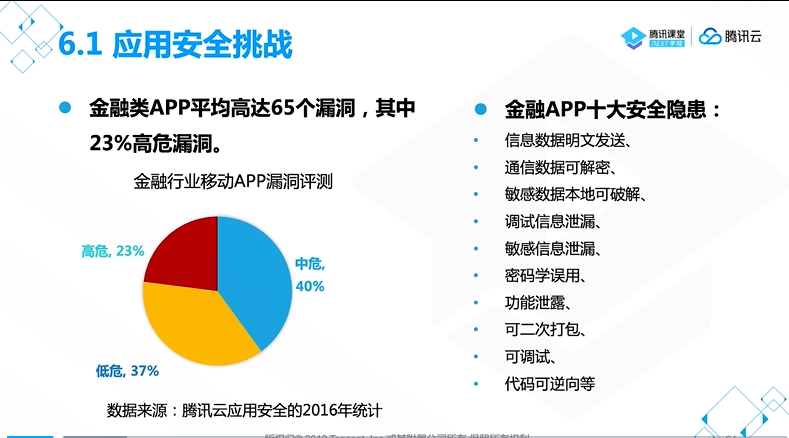 6.1 应用安全挑战
腾讯课堂
NEXT学院
腾讯云
金融类APP平均高达65个漏洞，其中
23%高危漏洞。
金融行业移动APP漏洞评测
高危, 23%
中危,
40%
低危, 37%
数据来源：腾讯云应用安全的2016年统计
金融APP十大安全隐患：
信息数据明文发送、
通信数据可解密、
敏感数据本地可破解、
调试信息泄漏、
敏感信息泄漏、
密码学误用、
功能泄露、
可二次打包、
可调试、
代码可逆向等